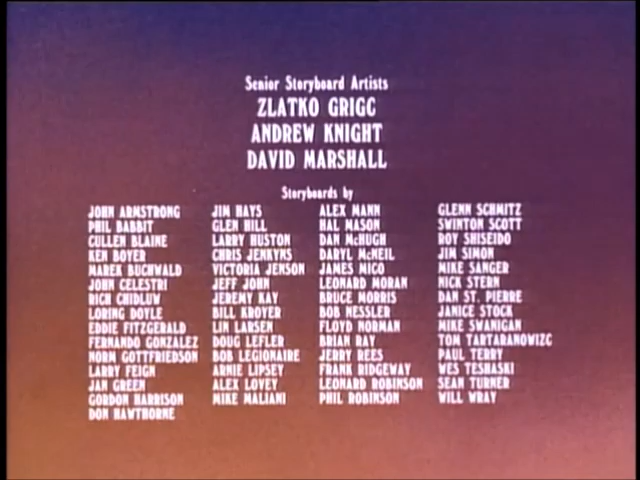 Senior Storyboard Artists
ZLATKO GRGIC
ANDREW KNIGHT
DAVID MARSHALL
Storyboards by
JOHN ARMSTRONG
PHIL BABBIT
CULLEN BLAINE
KEN BOYER
MAREK BUCHWALD
JOHN CELESTRI
RICH CHIDLUW
LORING DOYLE
EDDIE FITZGERALD
FERNANDO GONZALEZ
NORM GOTTFRIEDSON
LARRY FEIGN
JAN GREEN
GORDON HARRISON
DON HAWTHORNE
JIM HAYS
GLEN HILL
LARRY HUSTON
CHRIS JENKYNS
VICTORIA JENSON
JEFF JOHN
JEREMY KAY
BILL KROYER
LIN LARSEN
DOUG LEFLER
BOB LEGIONAIRE
ARNIE LIPSEY
ALEX LOVEY
MIKE MALIANI
ALEX MANN
HAL MASON
DAN McHUGH
DARYL McNEIL
JAMES MICO
LEONARD MORAN
BRUCE MORRIS
BOB NESSLER
FLOYD NORMAN
BRIAN RAY
JERRY REES
FRANK RIDGEWAY
LEONARD ROBINSON
PHIL ROBINSON
GLENN SCHMITZ
SWINTON SCOTT
ROY SHISEIDO
JIM SIMON
MIKE SANGER
NICK STERN
DAN ST. PIERRE
JANICE STOCK
MIKE SWANIGAN
TOM TARTARANOWIZC
PAUL TERRY
WES TESHASKI
SEAN TURNER
WILL WRAY